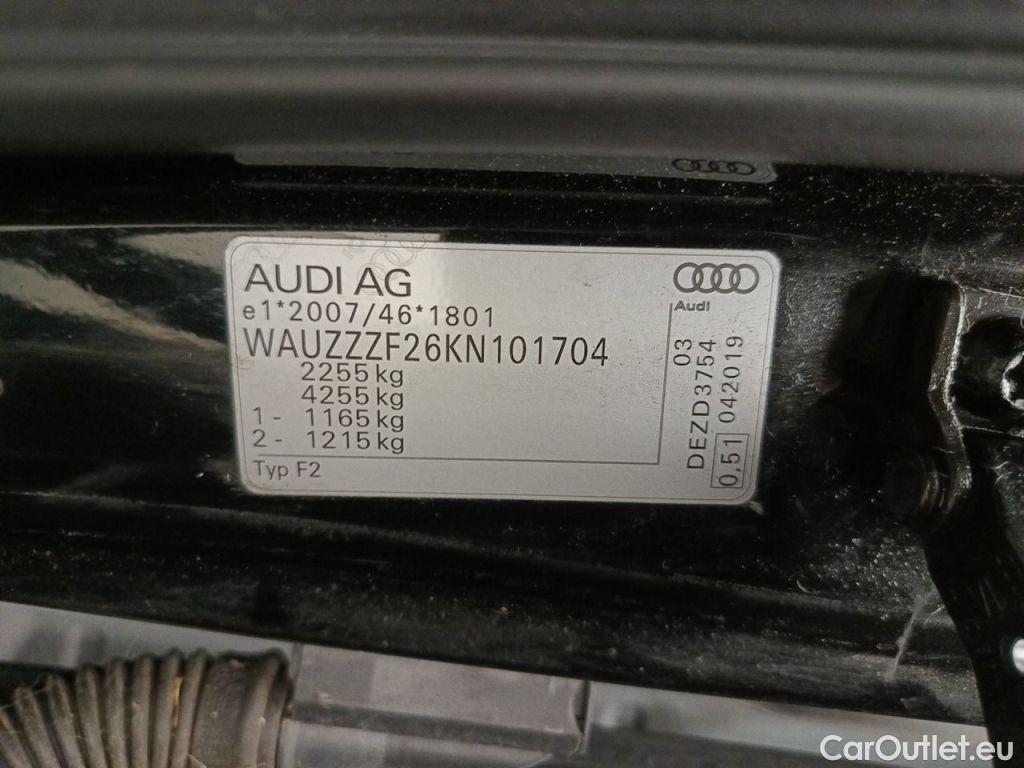 AUDI AG
e1*2007/46*1801
WAUZZZF26KN101704
2255 kg
4255 kg
1 - 1165 kg
2 - 1215 kg
Typ F2
Audi
03
DEZD3754
0,51 042019
CarOutlet.eu